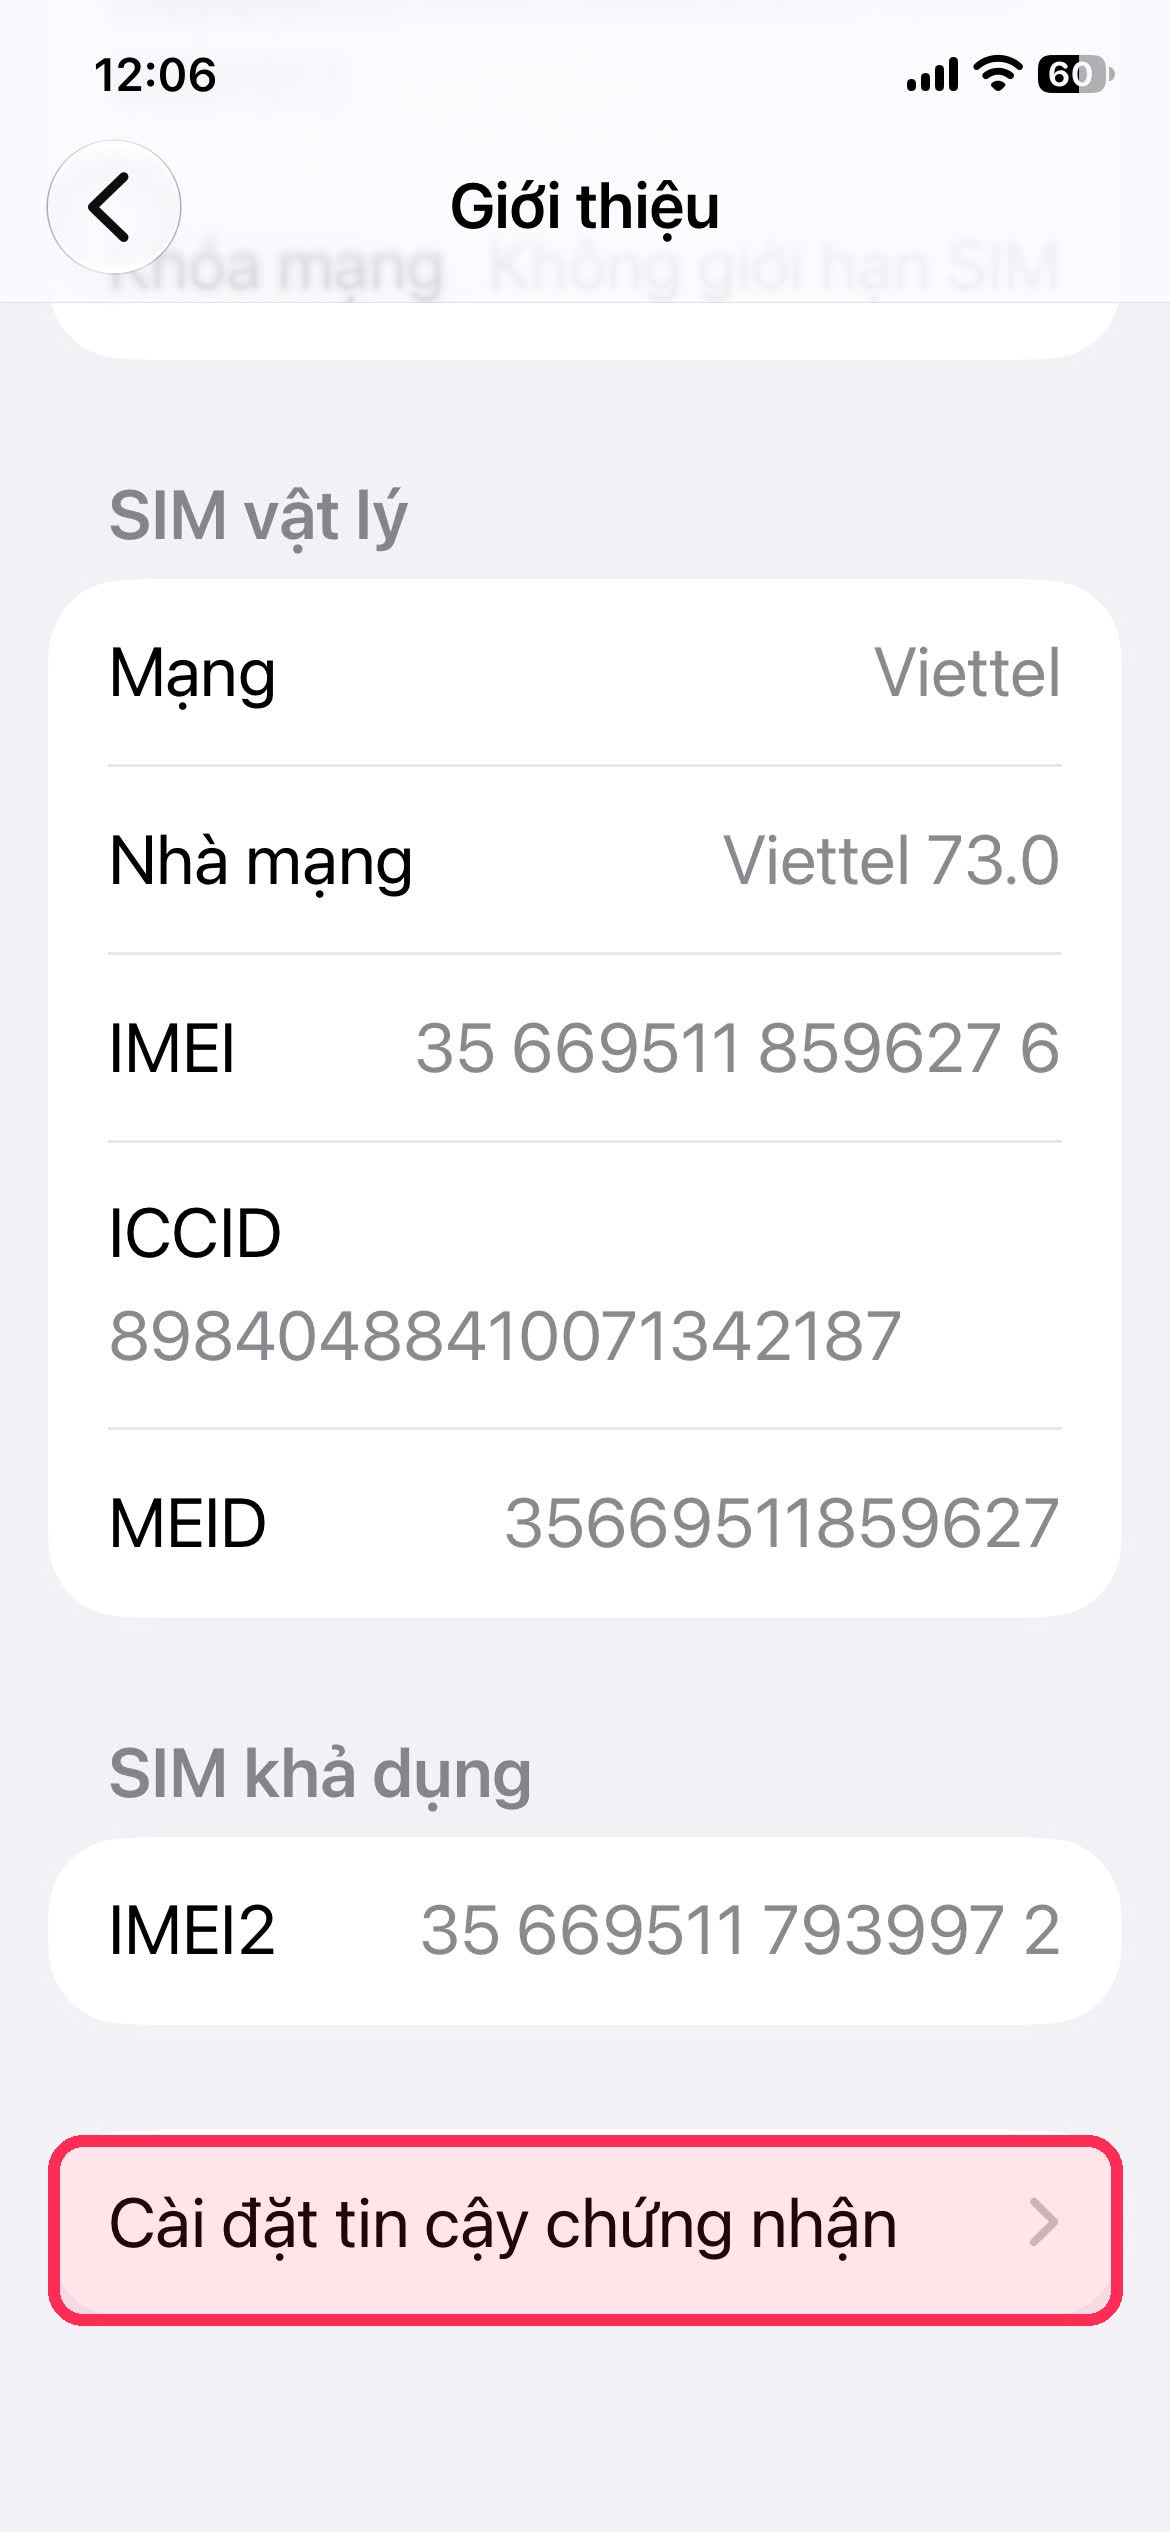 12:06
60
Giới thiệu
Khóa mạng Không giới hạn SIM
SIM vật lý
Mạng Viettel
Nhà mạng Viettel 73.0
IMEI 35 669511 859627 6
ICCID
8984048841007134​2187
MEID 35669511859627
SIM khả dụng
IMEI2 35 669511 793997 2
Cài đặt tin cậy chứng nhận